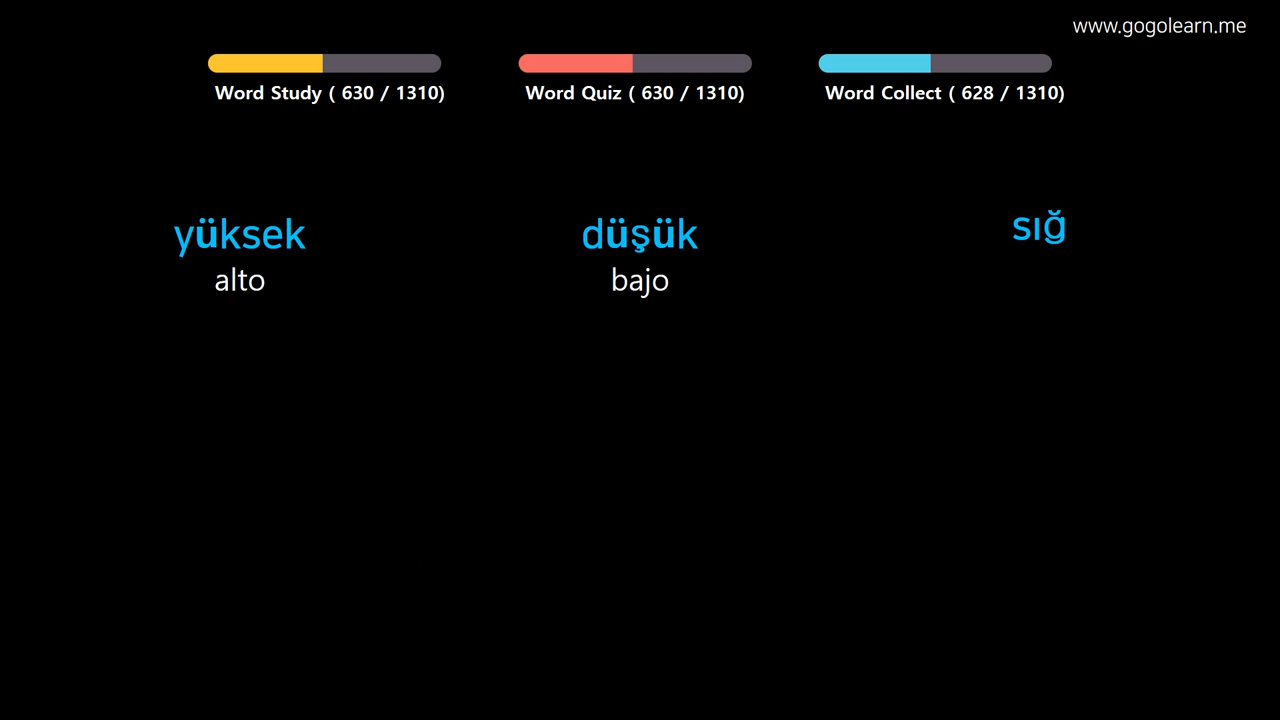 www.gogolearn.me
Word Study ( 630 / 1310)
Word Quiz ( 630 / 1310)
Word Collect ( 628 / 1310)
yüksek
düşük
sığ
alto
bajo